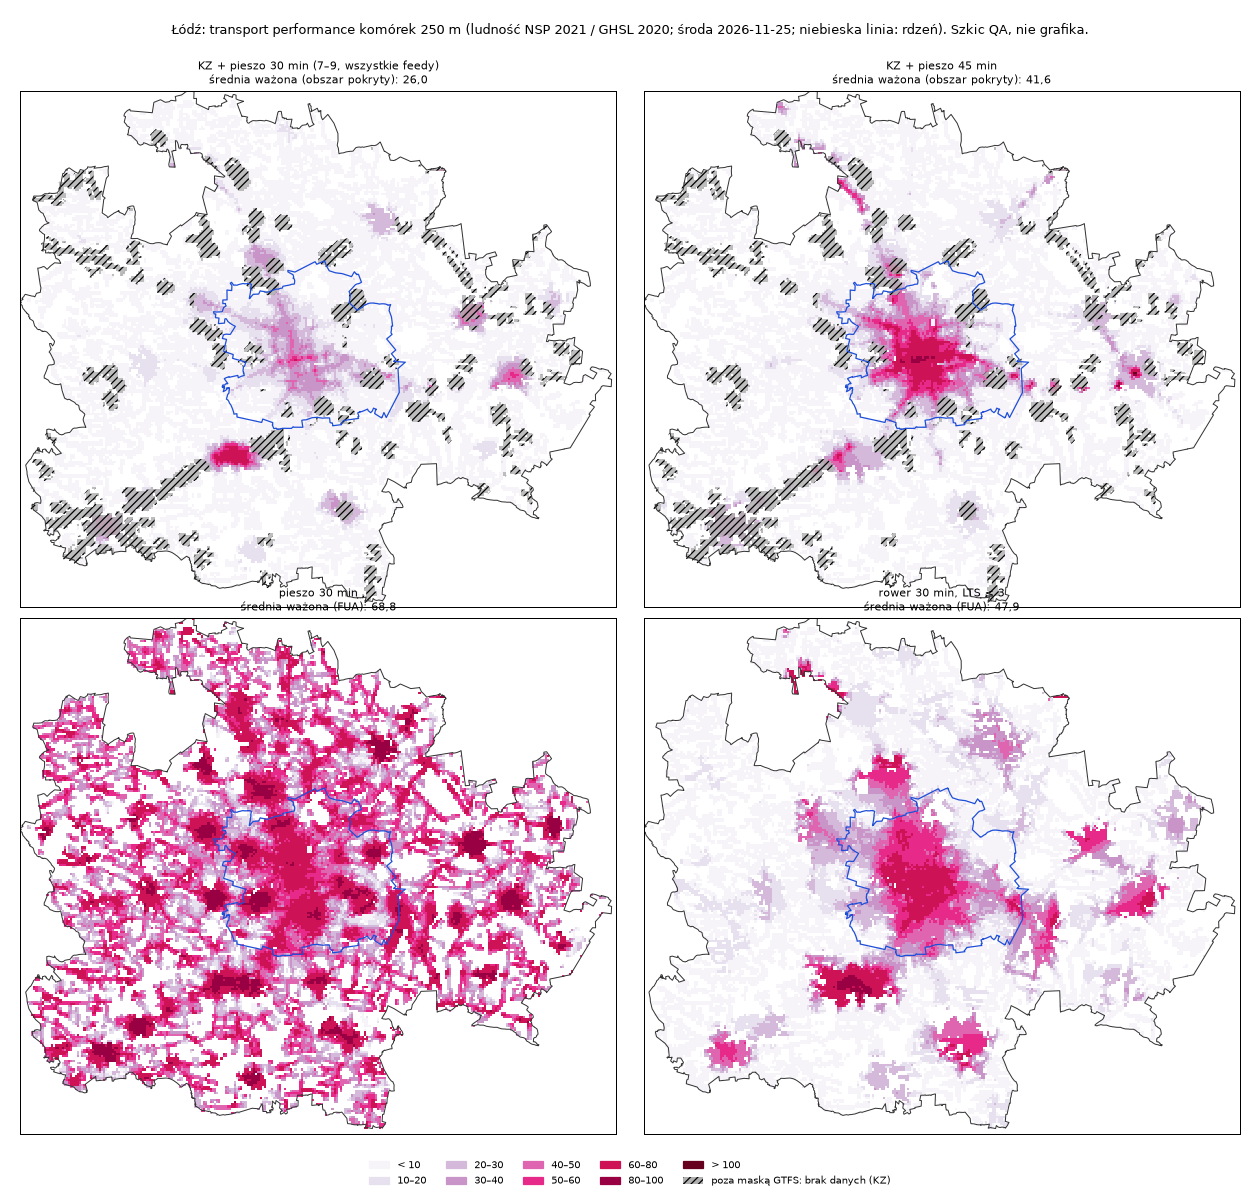 Łódź: transport performance komórek 250 m (ludność NSP 2021 / GHSL 2020; środa 2026-11-25; niebieska linia: rdzeń). Szkic QA, nie grafika.
KZ + pieszo 30 min (7–9, wszystkie feedy)
średnia ważona (obszar pokryty): 26,0
KZ + pieszo 45 min
średnia ważona (obszar pokryty): 41,6
pieszo 30 min
średnia ważona (FUA): 68,8
rower 30 min, LTS 3
średnia ważona (FUA): 47,9
< 10
10–20
20–30
30–40
40–50
50–60
60–80
80–100
> 100
poza maską GTFS: brak danych (KZ)